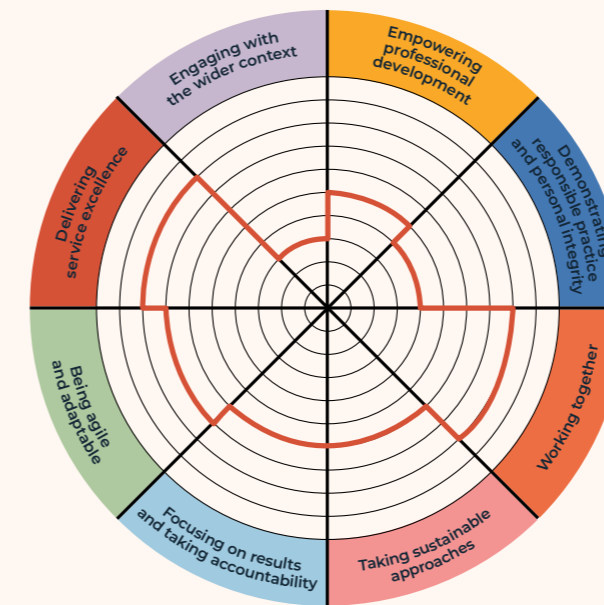 Engaging with
the wider context
Empowering
professional
development
Demonstrating
responsible practice
and personal integrity
Working together
Taking sustainable
approaches
Focusing on results
and taking accountability
Being agile
and adaptable
Delivering
service excellence